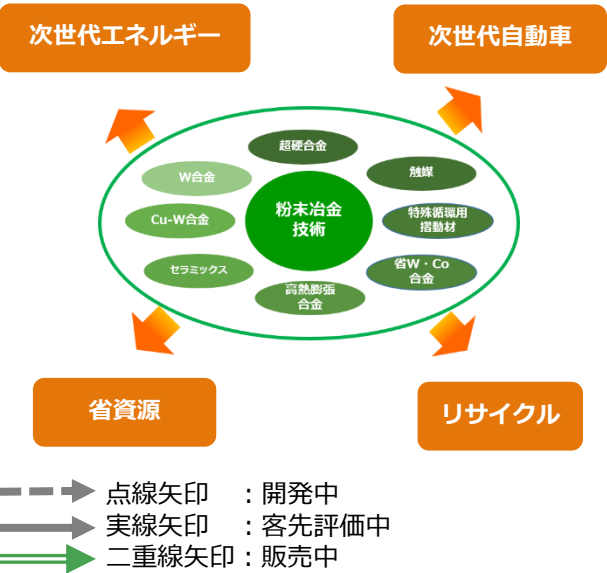 次世代エネルギー
次世代自動車
超硬合金
W合金
触媒
Cu-W合金
粉末冶金
技術
特殊循環用
摺動材
セラミックス
省W・Co
合金
高熱膨張
合金
省資源
リサイクル
点線矢印 :開発中
実線矢印 :客先評価中
二重線矢印:販売中